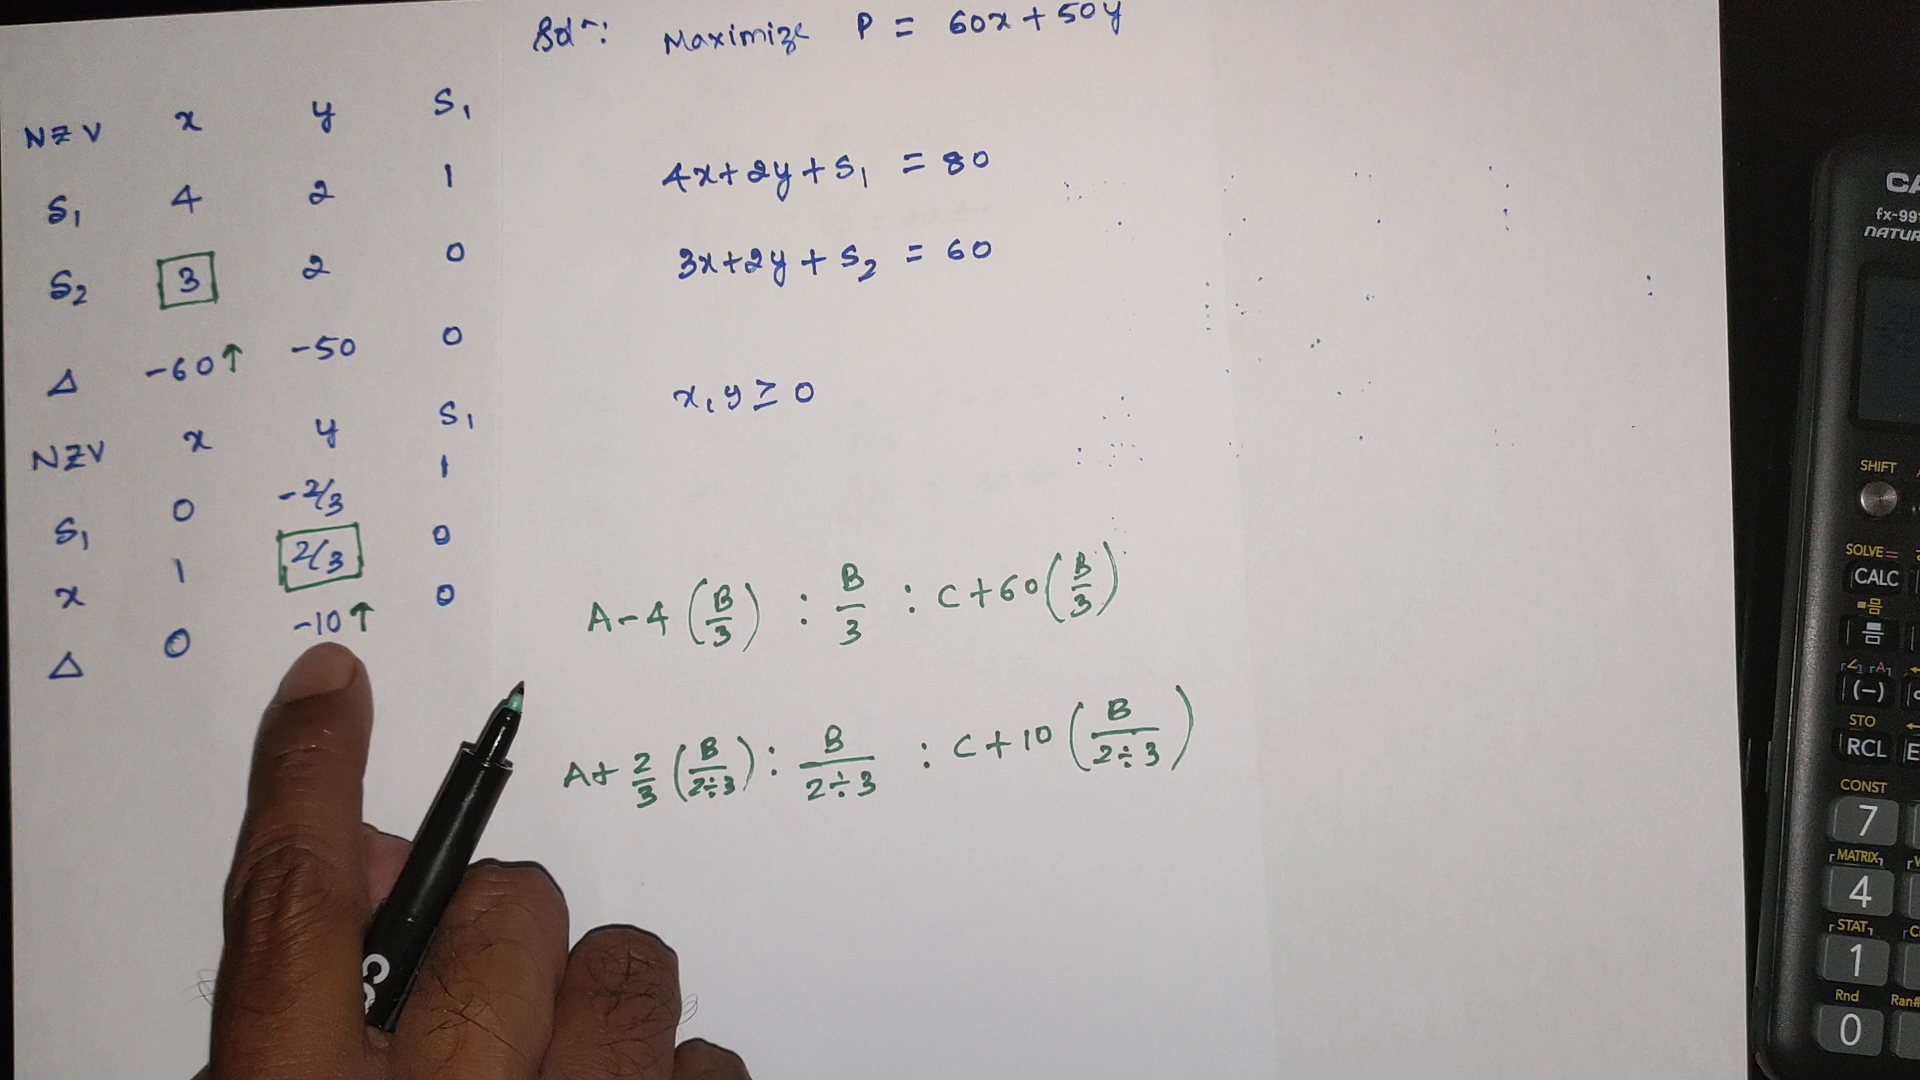 Soln: Maximize P = 60x + 50y
NZV x y S1
S1 4 2 1
S2 3 2 0
Δ -60↑ -50 0
NZV x y S1
S1 0 -2/3 1
x 1 2/3 0
Δ 0 -10↑ 0
4x + 2y + S1 = 80
3x + 2y + S2 = 60
x, y ≥ 0
A - 4 (B/3) : B/3 : C + 60 (B/3)
A + 2/3 (B/2÷3) : B/2÷3 : C + 10 (B/2÷3)
CA
fx-99
NATUR
SHIFT
SOLVE =
CALC
(-)
STO
RCL E
CONST
7
MATRIX
4
STAT
1
Rnd Ran#
0